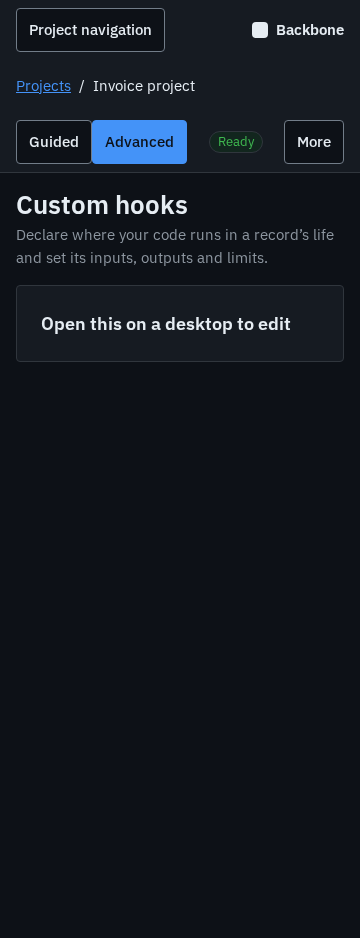 Project navigation
Backbone
Projects / Invoice project
Guided
Advanced
Ready
More
Custom hooks
Declare where your code runs in a record’s life
and set its inputs, outputs and limits.
Open this on a desktop to edit